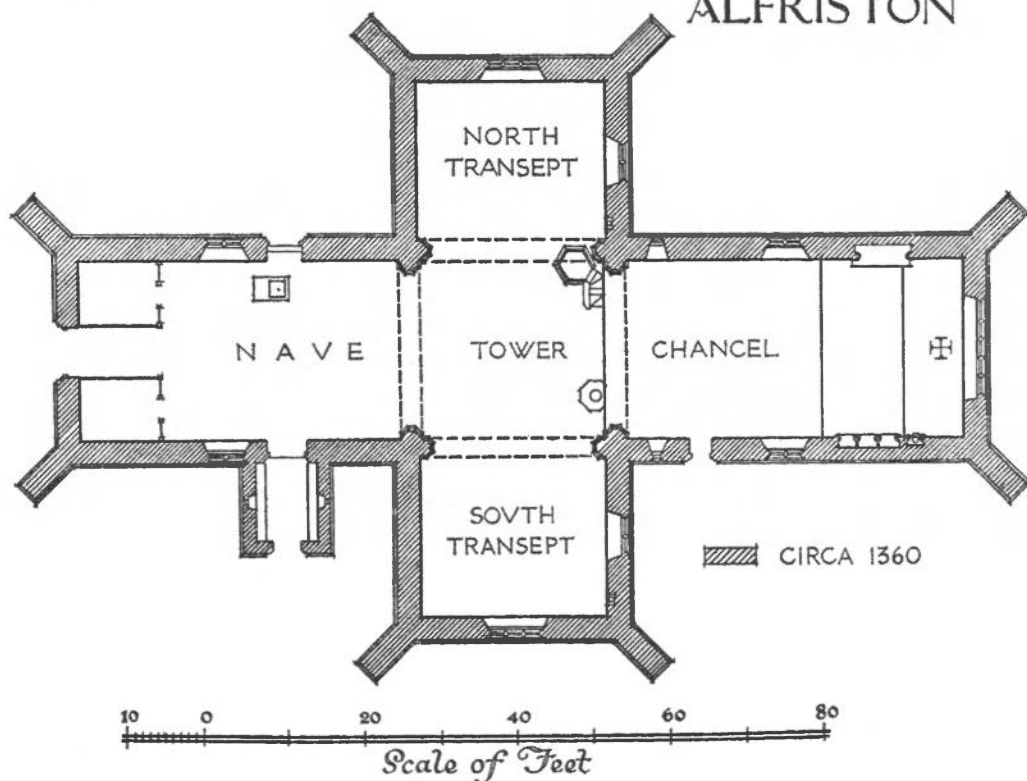 ALFRISTON
NORTH
TRANSEPT
NAVE
TOWER
CHANCEL
SOVTH
TRANSEPT
CIRCA 1360
10 0 20 40 60 80
Scale of Feet